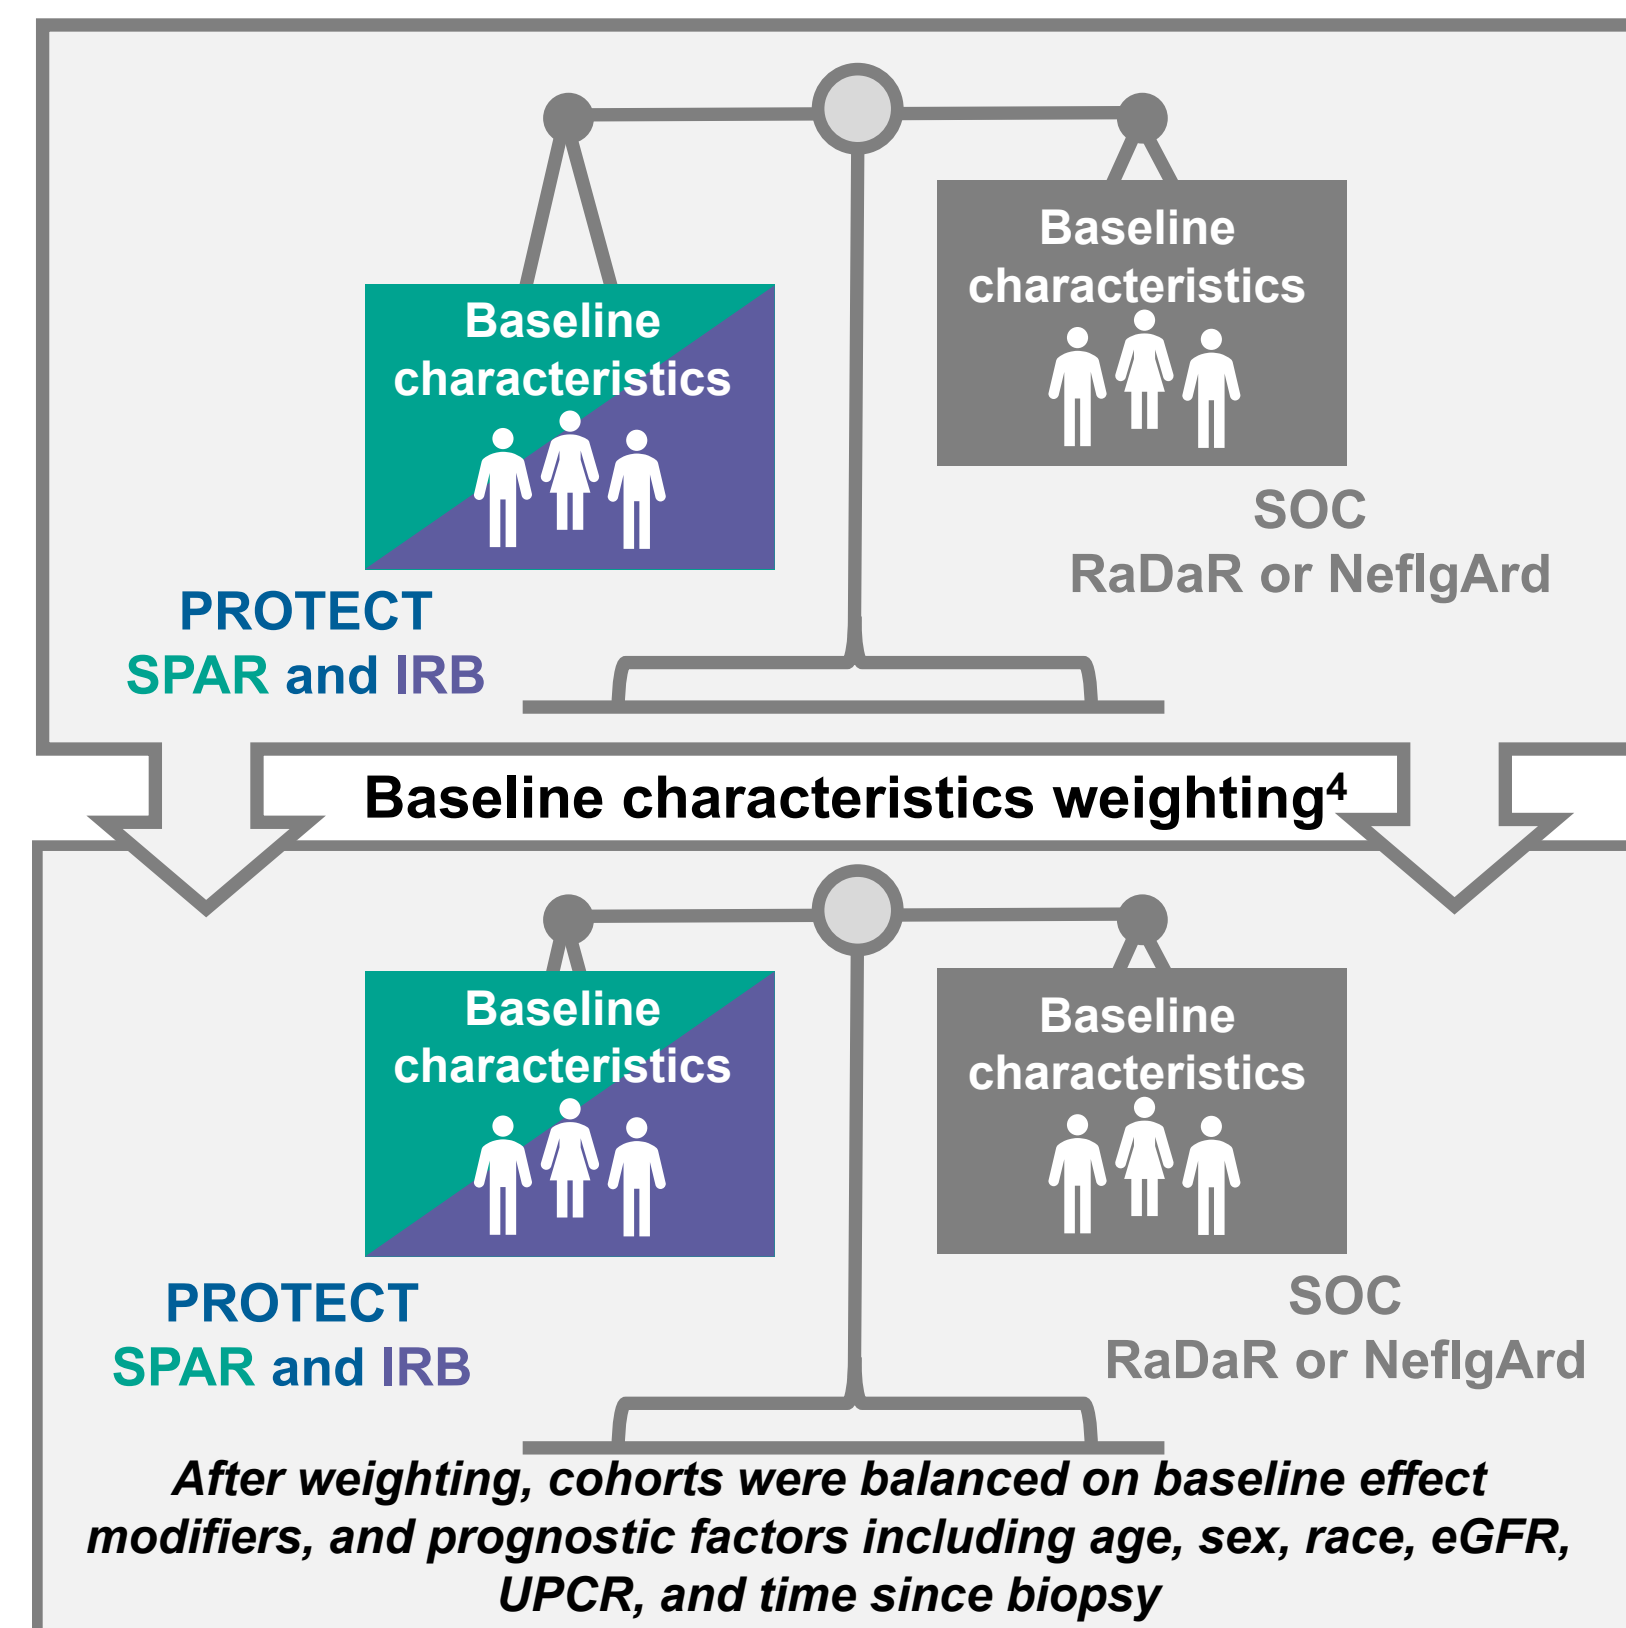 Baseline
characteristics
Baseline
characteristics
SOC
RaDaR or NefIgArd
PROTECT
SPAR and IRB
Baseline characteristics weighting⁴
Baseline
characteristics
Baseline
characteristics
PROTECT
SPAR and IRB
SOC
RaDaR or NefIgArd
After weighting, cohorts were balanced on baseline effect
modifiers, and prognostic factors including age, sex, race, eGFR,
UPCR, and time since biopsy